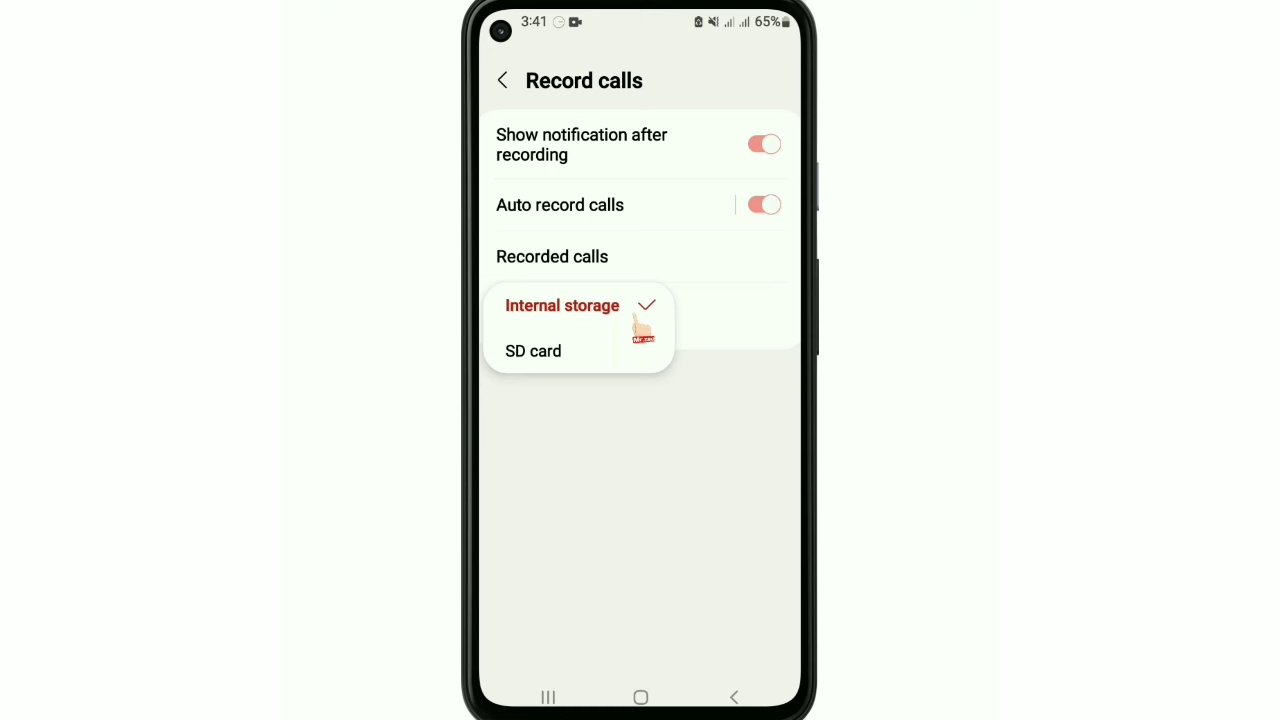 3:41
65%
Record calls
Show notification after
recording
Auto record calls
Recorded calls
Internal storage
SD card